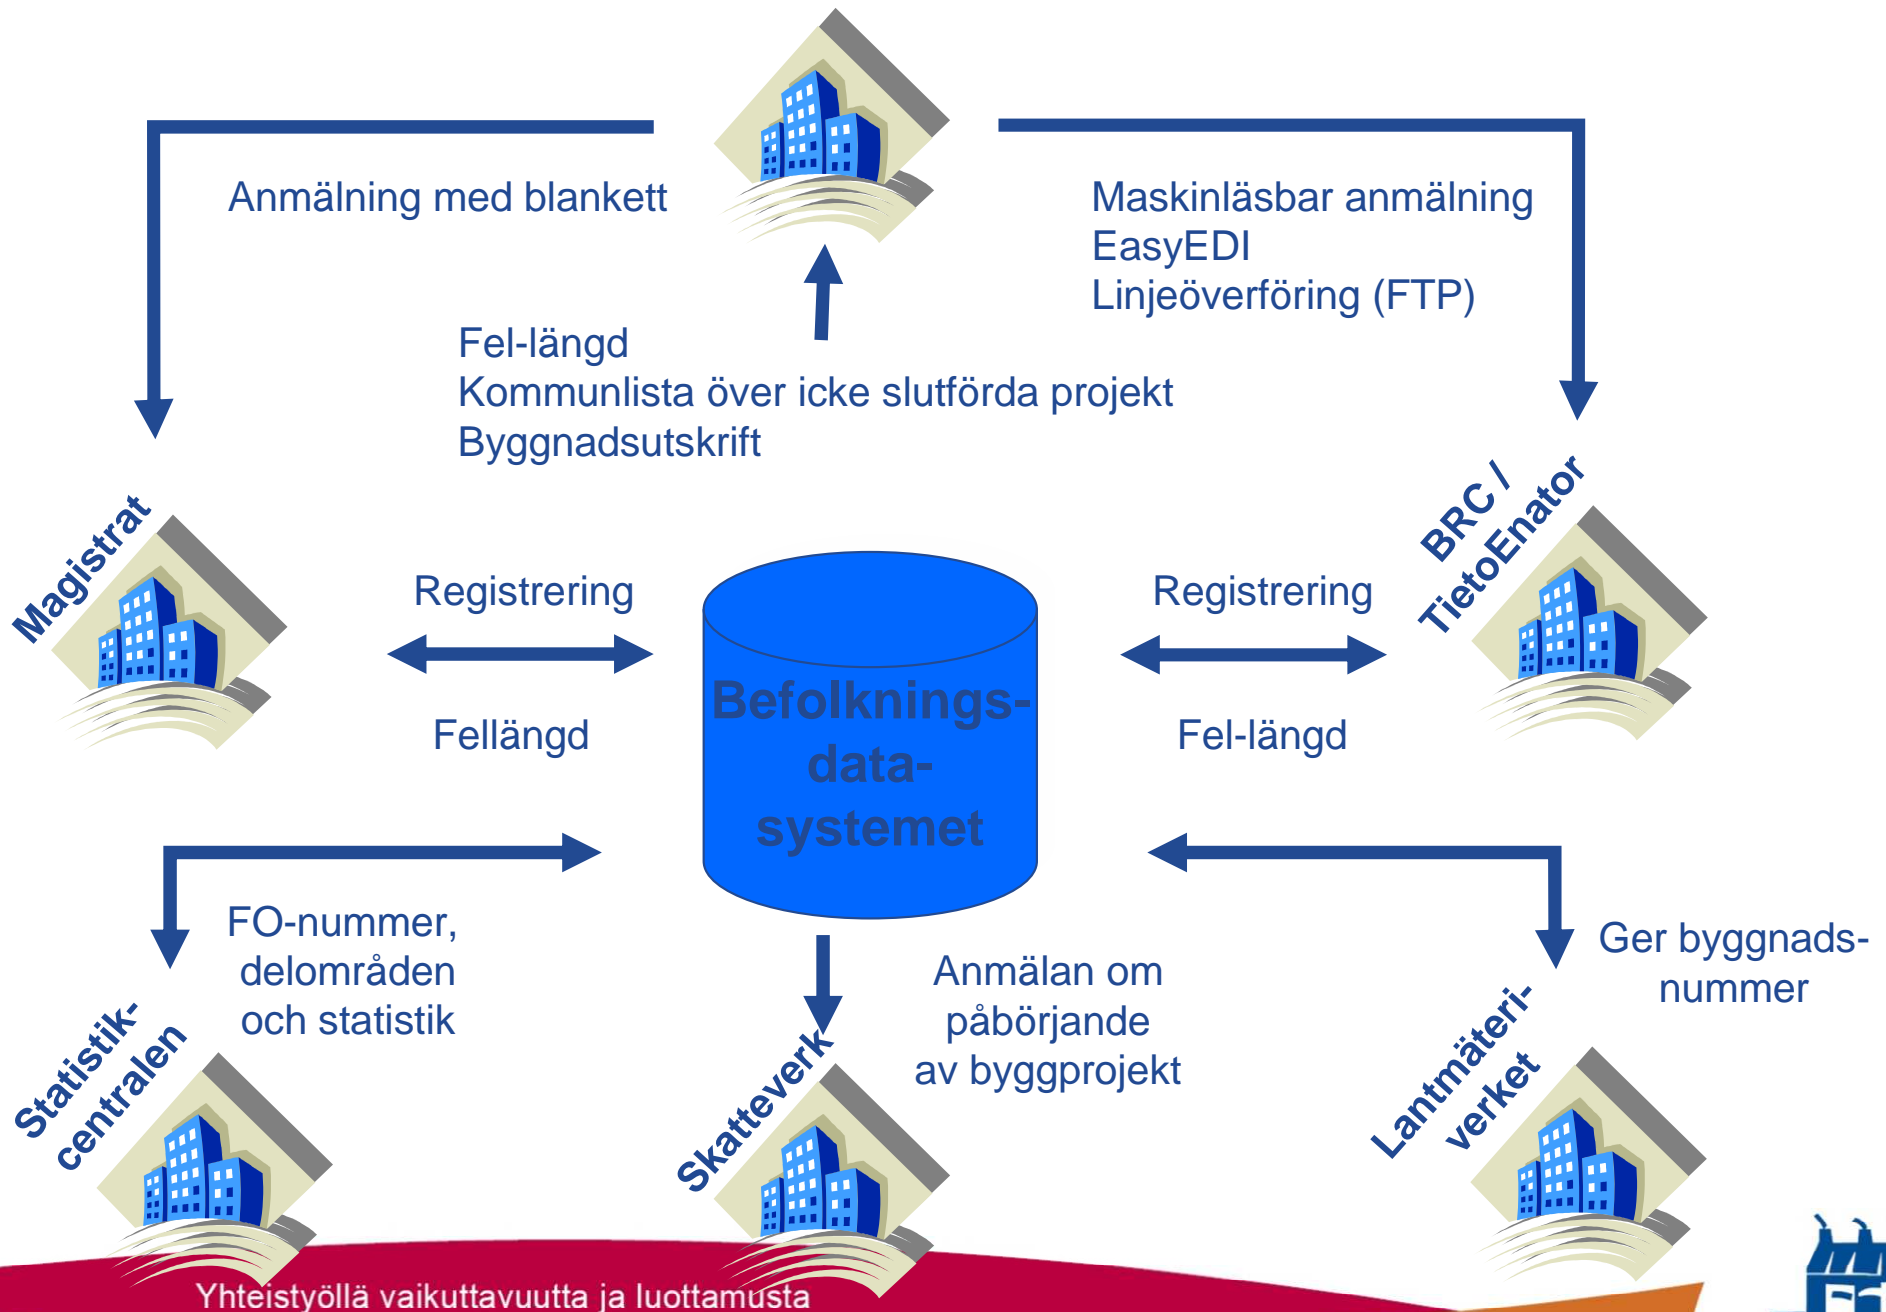 Anmälning med blankett
Maskinläsbar anmälning
EasyEDI
Linjeöverföring (FTP)
Fel-längd
Kommunlista över icke slutförda projekt
Byggnadsutskrift
Magistrat
BRC /
TietoEnator
Registrering
Fellängd
Befolknings-
data-
systemet
Registrering
Fel-längd
FO-nummer,
delområden
och statistik
Statistik-
centralen
Anmälan om
påbörjande
av byggprojekt
Skatteverk
Ger byggnads-
nummer
Lantmäteri-
verket
Yhteistyöllä vaikuttavuutta ja luottamusta